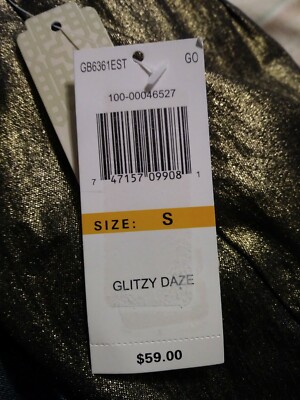 GB6361EST GO
100-00046527
7 47157 09908 1
SIZE: S
GLITZY DAZE
$59.00